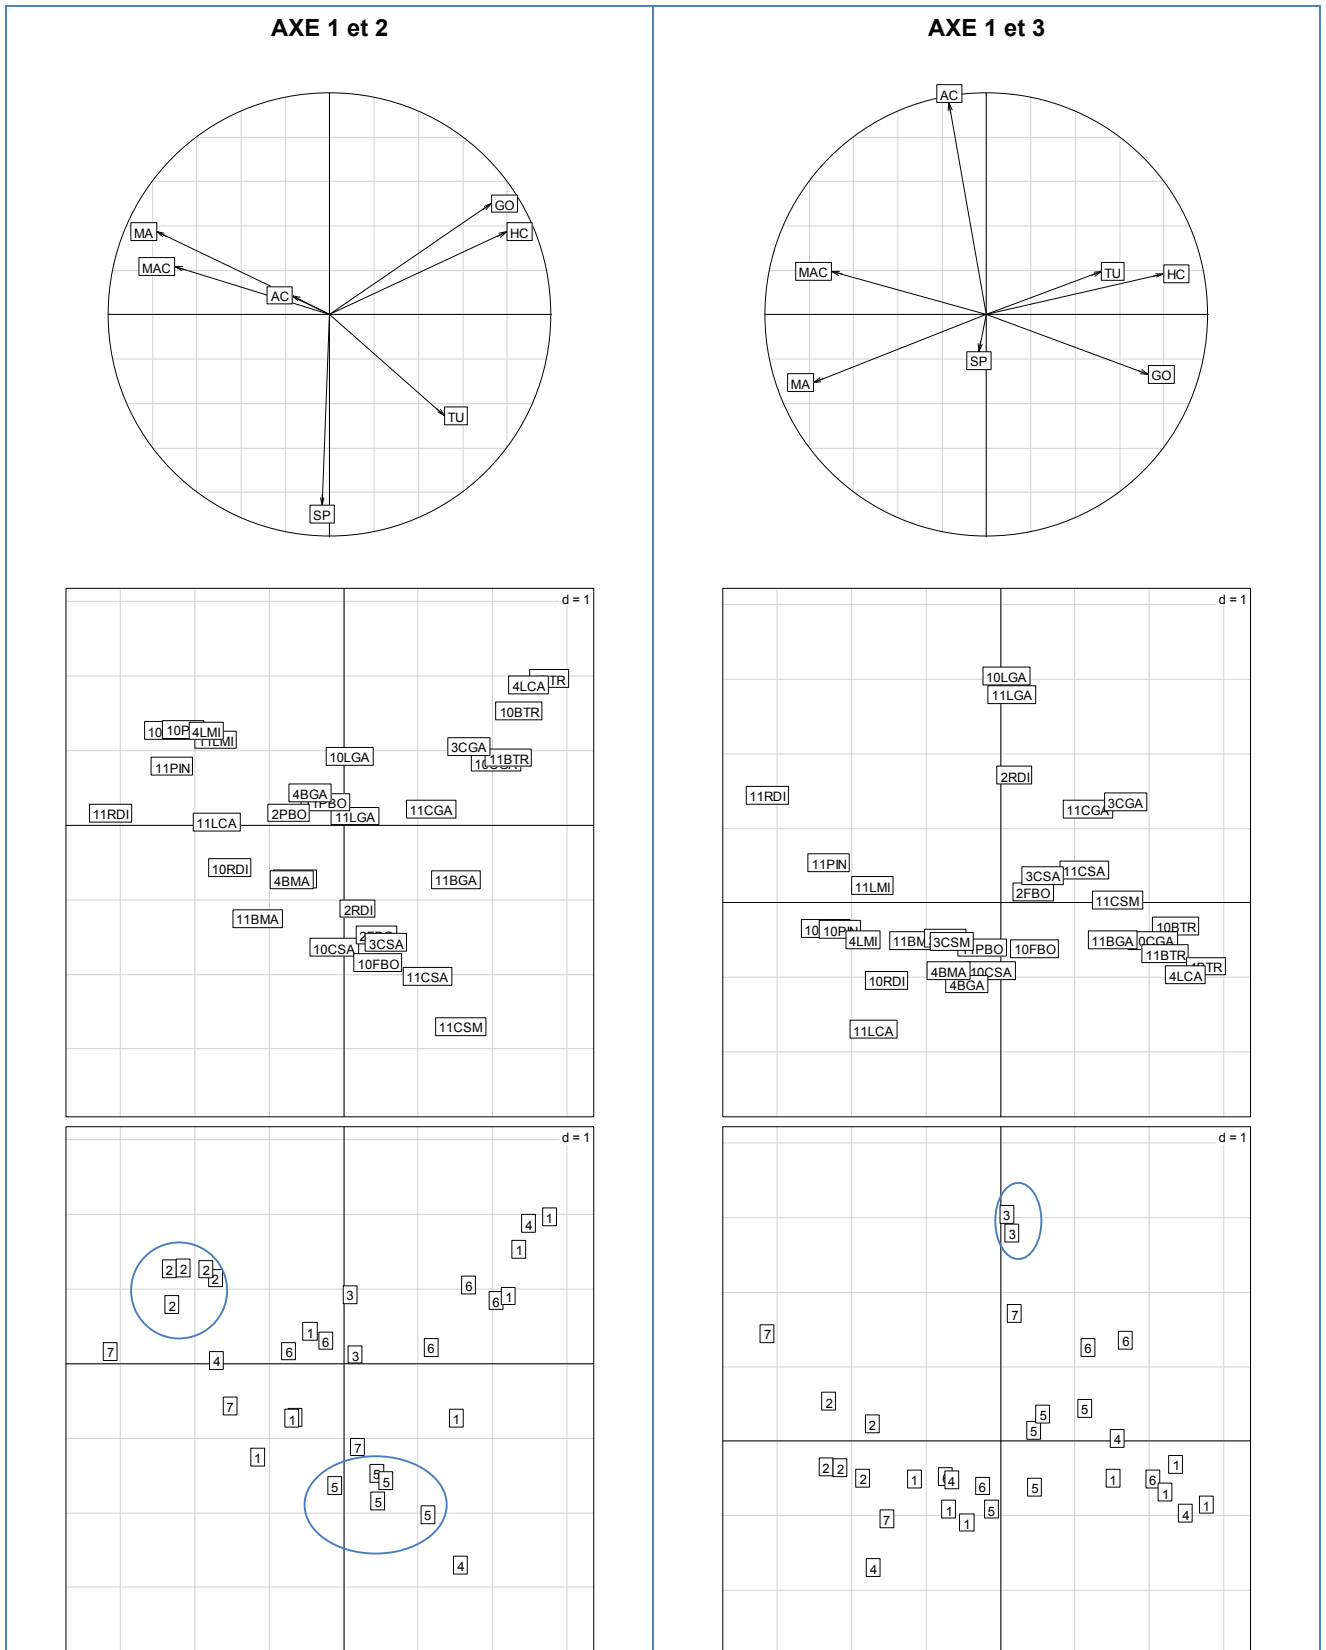 AXE 1 et 2
GO
HC
MA
MAC
AC
TU
SP
d = 1
4LCA
10BTR
4LMI
11LMI
3CGA
10LGA
11BTR
11PIN
4BGA
2PBO
11RDI
11CGA
11LGA
11LCA
10RDI
4BMA
11BGA
2RDI
11BMA
3CSA
10CSA
10FBO
11CSA
11CSM
d = 1
4
1
1
2
2
2
2
6
3
6
1
2
1
6
7
6
3
6
4
7
1
1
7
1
5
5
5
5
5
4
AXE 1 et 3
AC
MAC
TU
HC
SP
GO
MA
d = 1
10LGA
11LGA
2RDI
11RDI
3CGA
11CGA
11PIN
11CSA
3CSA
11LMI
2FBO
11CSM
10BTR
10PIN
4LMI
3CSM
11BGA
10FBO
11BTR
4BMA
10CSA
4LCA
10RDI
4BGA
11LCA
d = 1
3
3
7
7
6
6
2
5
5
2
5
4
1
2
2
2
1
4
1
6
6
5
1
1
5
4
1
7
1
4